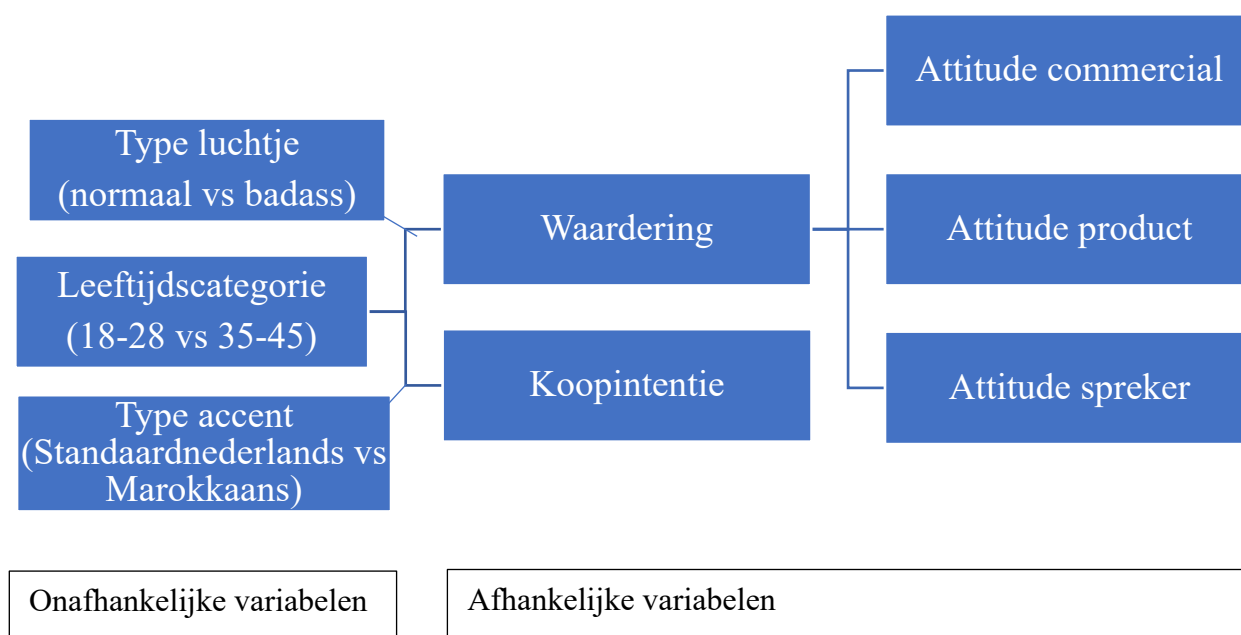 Type luchtje
(normaal vs badass)
Leeftijdscategorie
(18-28 vs 35-45)
Type accent
(Standaardnederlands vs
Marokkaans)
Waardering
Koopintentie
Attitude commercial
Attitude product
Attitude spreker
Onafhankelijke variabelen
Afhankelijke variabelen